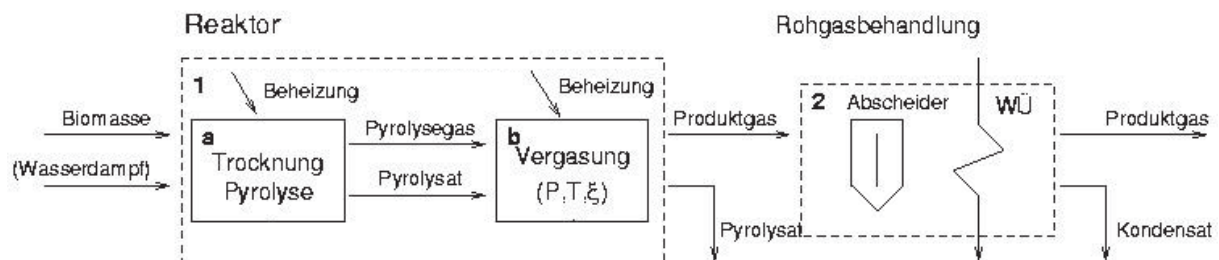 Reaktor
Rohgasbehandlung
1
Beheizung
Beheizung
Biomasse
(Wasserdampf)
a
Trocknung
Pyrolyse
Pyrolysegas
Pyrolysat
b
Vergasung
(P,T,ξ)
Produktgas
Pyrolysat
2
Abscheider
WÜ
Produktgas
Kondensat